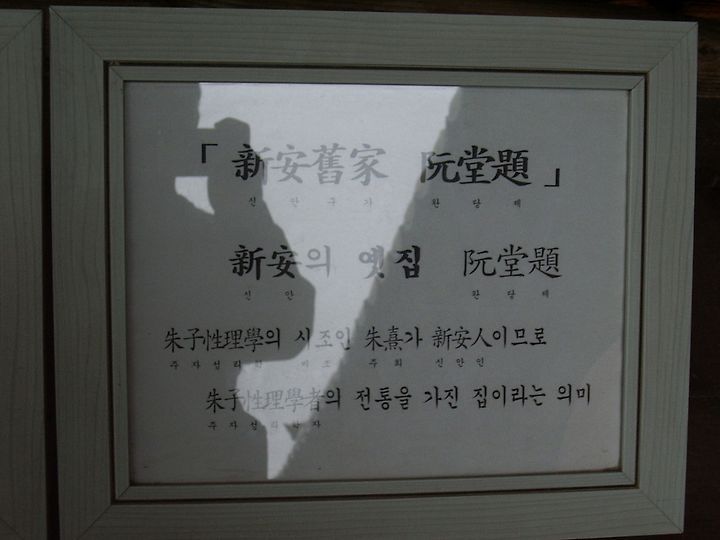 「新安舊家 阮堂題」
신안구가 완당제
新安의 옛집 阮堂題
신안 완당제
朱子性理學의 시조인 朱熹가 新安人이므로
주자성리학 시조 주희 신안인
朱子性理學者의 전통을 가진 집이라는 의미
주자성리학자